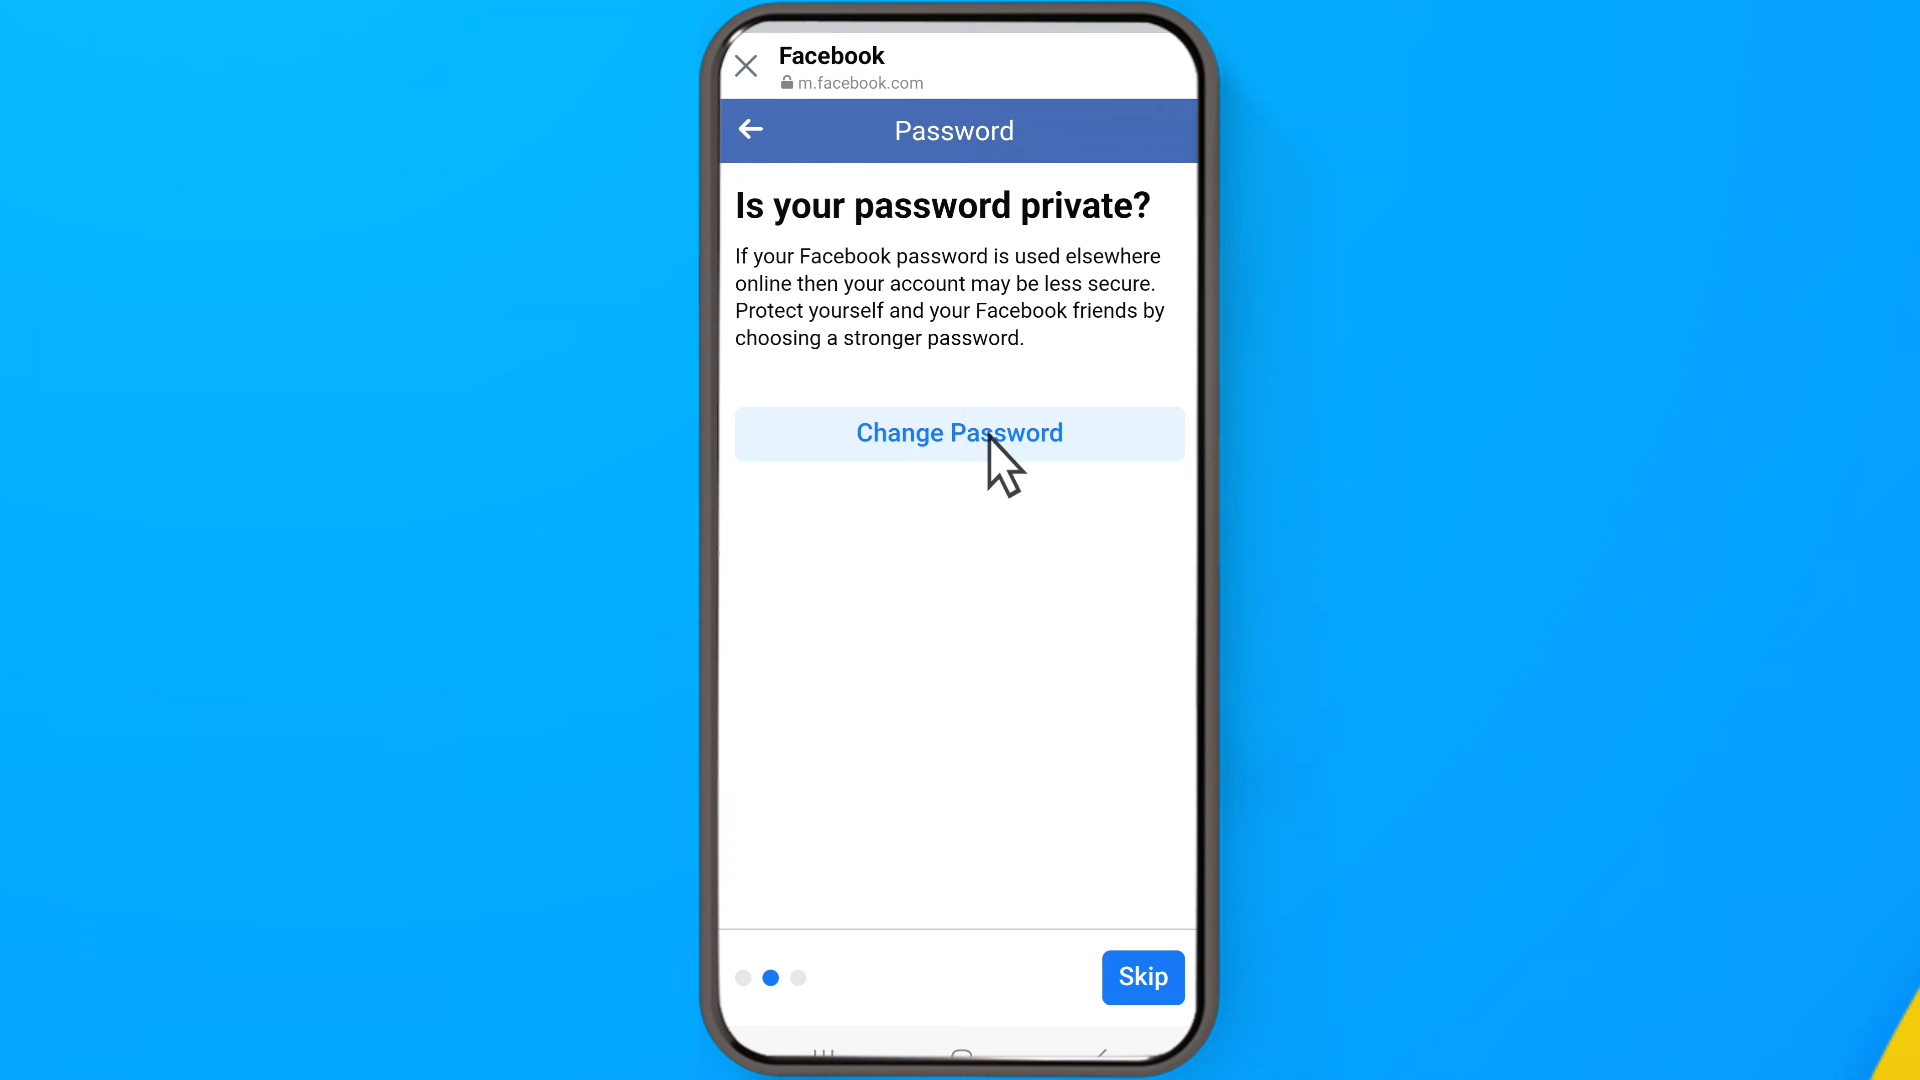 Facebook
m.facebook.com
Password
Is your password private?
If your Facebook password is used elsewhere
online then your account may be less secure.
Protect yourself and your Facebook friends by
choosing a stronger password.
Change Password
Skip